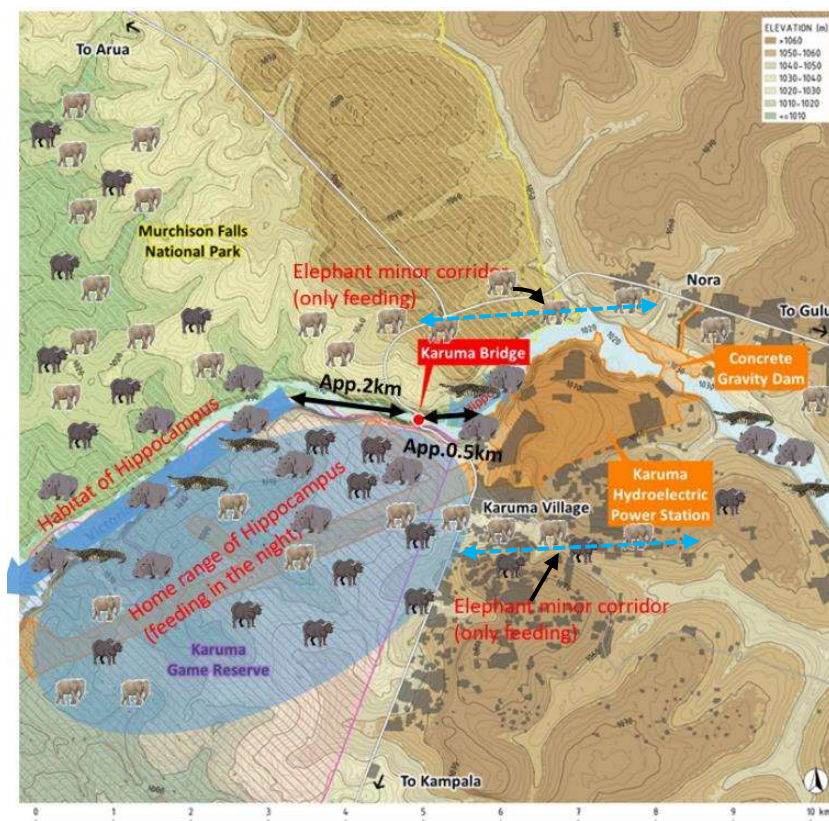 To Arua
ELEVATION (m)
+1060
1050-1060
1040-1050
1030-1040
1020-1030
1010-1020
<=1010
Murchison Falls
National Park
Elephant minor corridor
(only feeding)
Nora
To Gulu
Karuma Bridge
Concrete
Gravity Dam
App.2km
App.0.5km
Habitat of Hippocampus
Karuma
Hydroelectric
Power Station
Karuma Village
Home range of Hippocampus
(feeding in the night)
Elephant minor corridor
(only feeding)
Karuma
Game Reserve
To Kampala
0 1 2 3 4 5 6 7 8 9 10 km